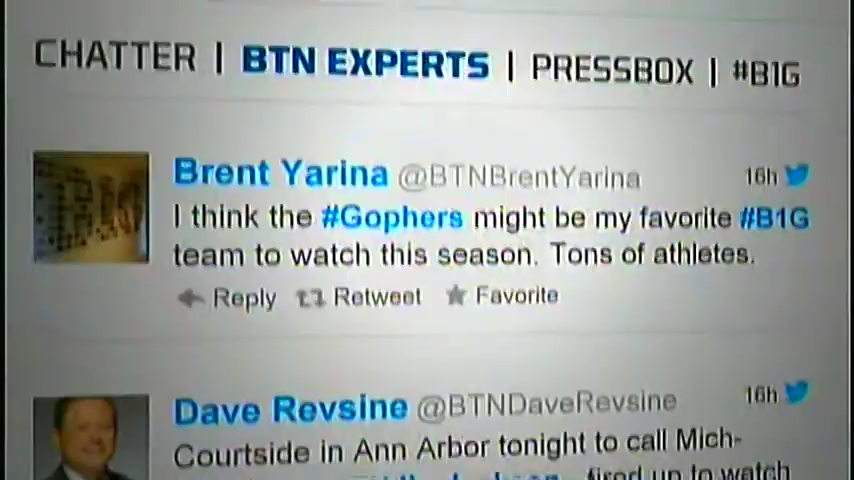 CHATTER | BTN EXPERTS | PRESSBOX | #B1G
Brent Yarina @BTNBrentYarina 16h
I think the #Gophers might be my favorite #B1G
team to watch this season. Tons of athletes.
Reply Retweet Favorite
Dave Revsine @BTNDaveRevsine 16h
Courtside in Ann Arbor tonight to call Mich-
fired up to watch